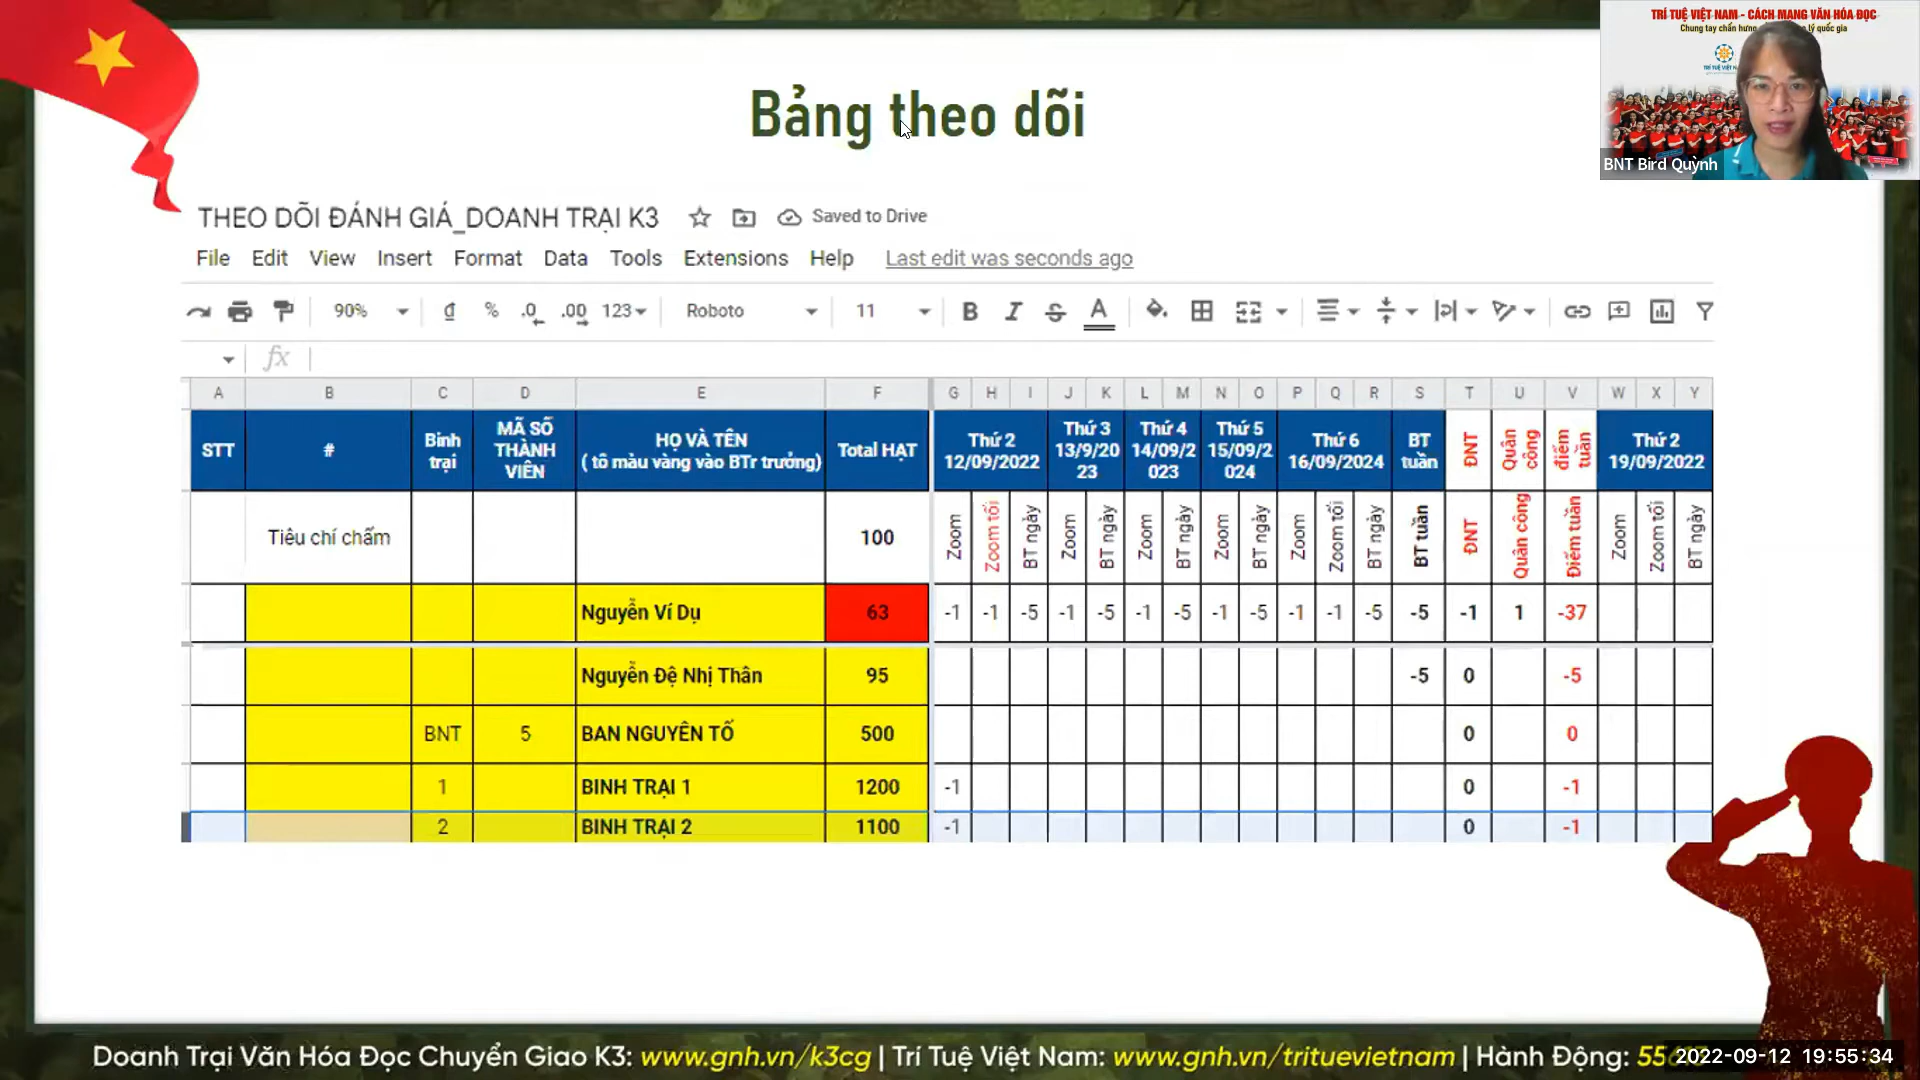 TRÍ TUỆ VIỆT NAM - CÁCH MẠNG VĂN HÓA ĐỌC
Chung tay chấn hưng lý quốc gia
BNT Bird Quỳnh
Bảng theo dõi
THEO DÕI ĐÁNH GIÁ_DOANH TRẠI K3 Saved to Drive
File Edit View Insert Format Data Tools Extensions Help Last edit was seconds ago
90% đ % .0 .00 123 Roboto 11 B I S A
fx
A B C D E F G H I J K L M N O P Q R S T U V W X Y
STT # Binh trại MÃ SỐ THÀNH VIÊN HỌ VÀ TÊN ( tô màu vàng vào BTr trưởng) Total HẠT Thứ 2 12/09/2022 Thứ 3 13/9/2023 Thứ 4 14/09/2023 Thứ 5 15/09/2024 Thứ 6 16/09/2024 BT tuần ĐNT Quân công điểm tuần Thứ 2 19/09/2022
Tiêu chí chấm 100 Zoom Zoom tối BT ngày Zoom BT ngày Zoom BT ngày Zoom BT ngày Zoom Zoom tối BT ngày BT tuần ĐNT Quân công Điểm tuần Zoom Zoom tối BT ngày
Nguyễn Ví Dụ 63 -1 -1 -5 -1 -5 -1 -5 -1 -5 -1 -1 -5 -5 -1 1 -37
Nguyễn Đệ Nhị Thân 95 -5 0 -5
BNT 5 BAN NGUYÊN TỐ 500 0 0
1 BINH TRẠI 1 1200 -1 0 -1
2 BINH TRẠI 2 1100 -1 0 -1
Doanh Trại Văn Hóa Đọc Chuyển Giao K3: www.gnh.vn/k3cg | Trí Tuệ Việt Nam: www.gnh.vn/trituevietnam | Hành Động:
2022-09-12 19:55:34